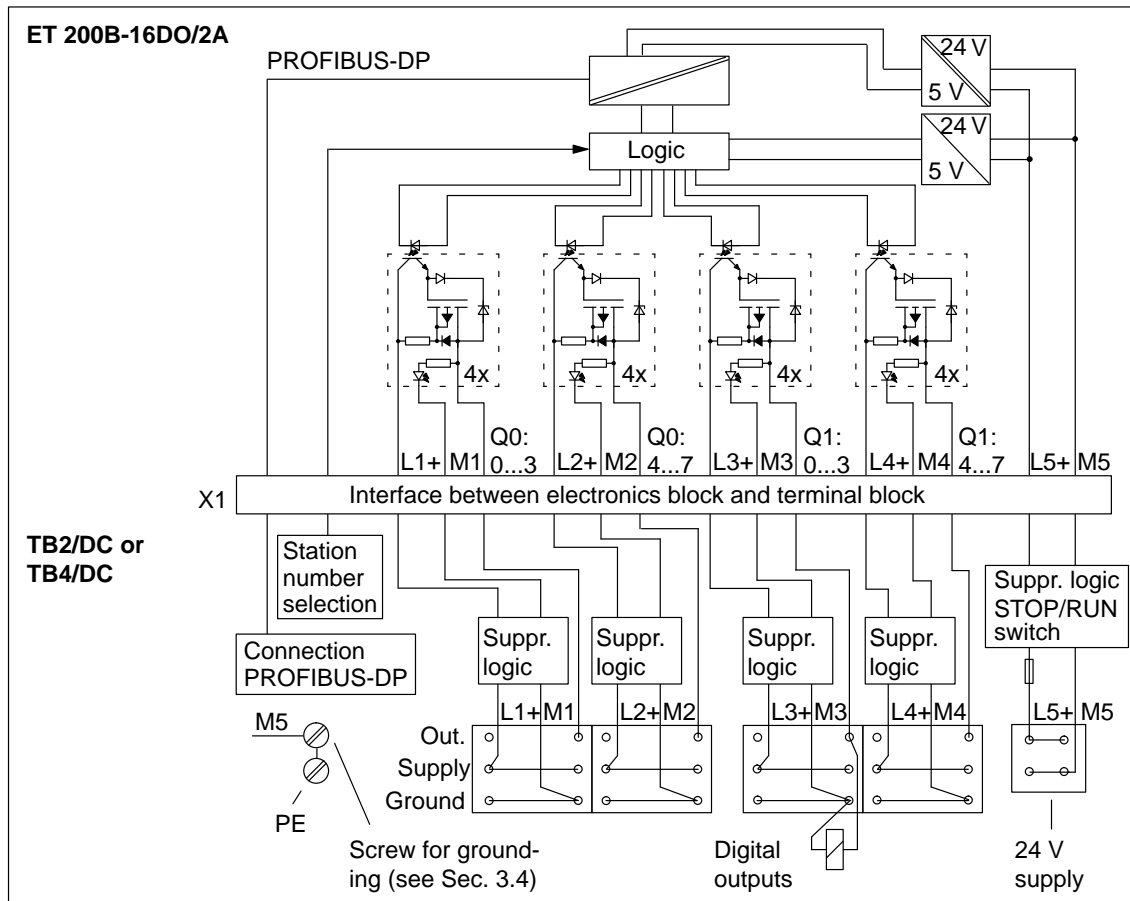 ET 200B-16DO/2A
PROFIBUS-DP
24 V
5 V
24 V
5 V
Logic
4x
4x
4x
4x
L1+ M1
Q0:
0...3
L2+ M2
Q0:
4...7
L3+ M3
Q1:
0...3
L4+ M4
Q1:
4...7
L5+ M5
X1
Interface between electronics block and terminal block
TB2/DC or
TB4/DC
Station
number
selection
Suppr. logic
STOP/RUN
switch
Connection
PROFIBUS-DP
Suppr.
logic
Suppr.
logic
Suppr.
logic
Suppr.
logic
L1+ M1
L2+ M2
L3+ M3
L4+ M4
L5+ M5
M5
Out.
Supply
Ground
PE
Screw for ground-
ing (see Sec. 3.4)
Digital
outputs
24 V
supply